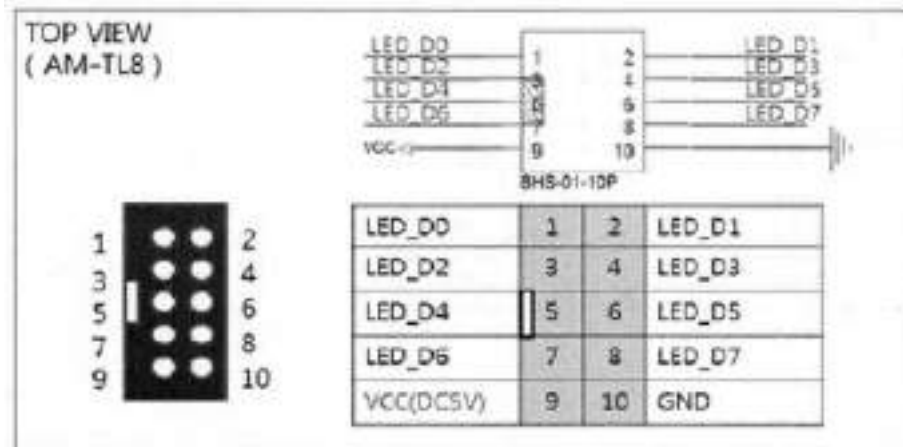 TOP VIEW
( AM-TL8 )
LED_D0 1 2 LED_D1
LED_D2 4 LED_D3
LED_D4 6 LED_D5
LED_D6 7 8 LED_D7
VCC 9 10
BHS-01-10P
1 2
3 4
5 6
7 8
9 10
LED_D0 1 2 LED_D1
LED_D2 3 4 LED_D3
LED_D4 5 6 LED_D5
LED_D6 7 8 LED_D7
VCC(DC5V) 9 10 GND